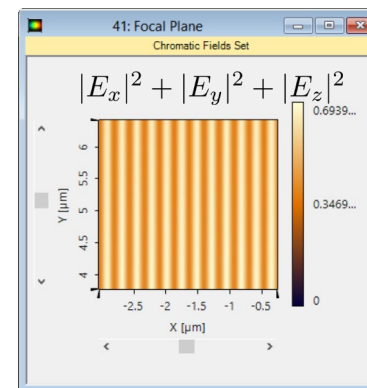 41: Focal Plane
Chromatic Fields Set
|E_x|^2 + |E_y|^2 + |E_z|^2
0.6939...
0.3469...
0
Y [µm]
6
5.5
5
4.5
4
-2.5 -2 -1.5 -1 -0.5
X [µm]